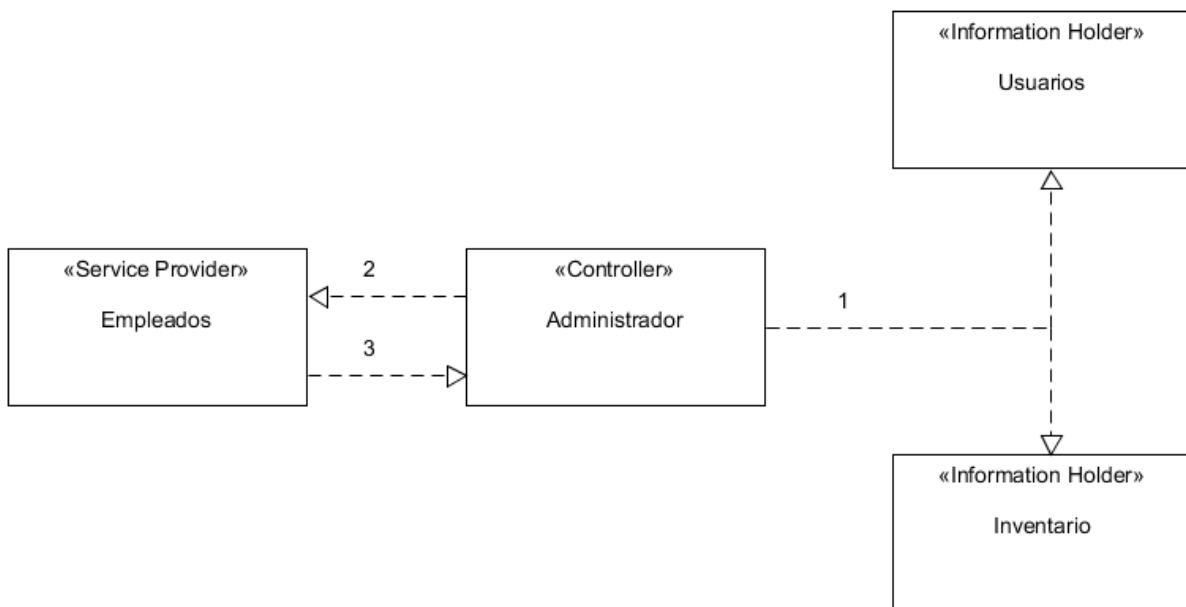 «Information Holder»
Usuarios
«Service Provider»
Empleados
2
3
«Controller»
Administrador
1
«Information Holder»
Inventario